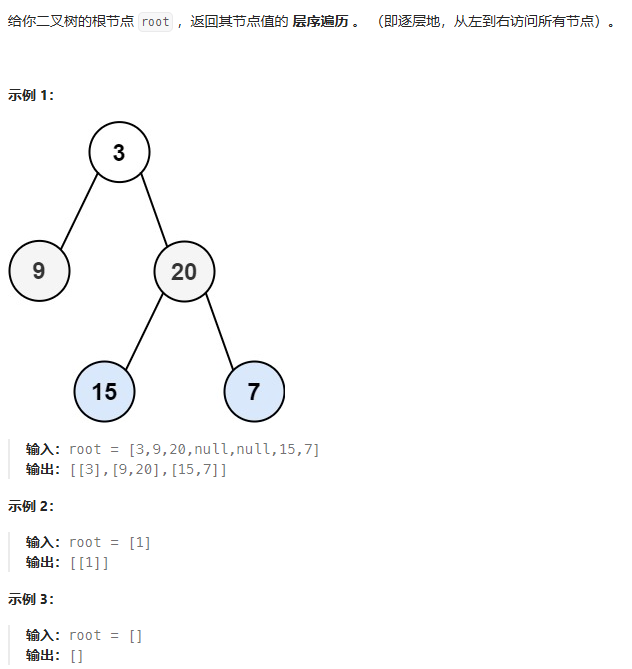 给你二叉树的根节点 root ，返回其节点值的 层序遍历 。 （即逐层地，从左到右访问所有节点）。
示例 1：
3
9
20
15
7
输入：root = [3,9,20,null,null,15,7]
输出：[[3],[9,20],[15,7]]
示例 2：
输入：root = [1]
输出：[[1]]
示例 3：
输入：root = []
输出：[]